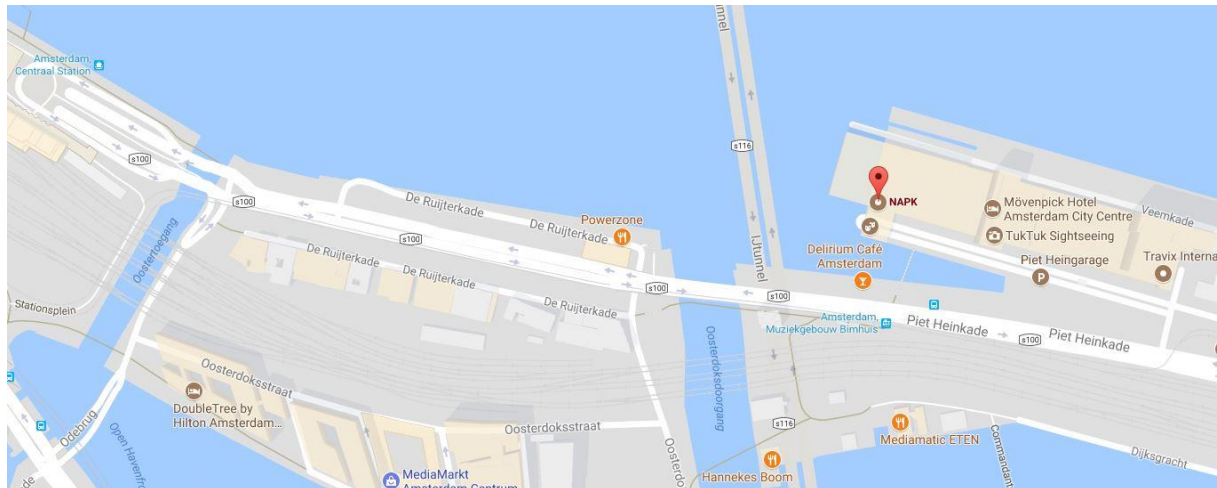 Amsterdam,
Centraal Station
s100
s100
Oostertoegang
Stationsplein
De Ruijterkade
De Ruijterkade
De Ruijterkade
De Ruijterkade
De Ruijterkade
s100
Powerzone
s100
s116
IJtunnel
NAPK
Delirium Café
Amsterdam
Mövenpick Hotel
Amsterdam City Centre
TukTuk Sightseeing
Piet Heingarage
P
Veemkade
Travix Interna
s100
Amsterdam,
Muziekgebouw Bimhuis
Piet Heinkade
s100
Piet Heinkade
Oosterdoksdoorgang
Oosterdoksstraat
DoubleTree by
Hilton Amsterdam...
Odebrug
Open Havenfro
Oosterdoksstraat
Oosterdo
MediaMarkt
Amsterdam Centrum
s116
Hannekes Boom
Mediamatic ETEN
Commandant
Dijksgracht